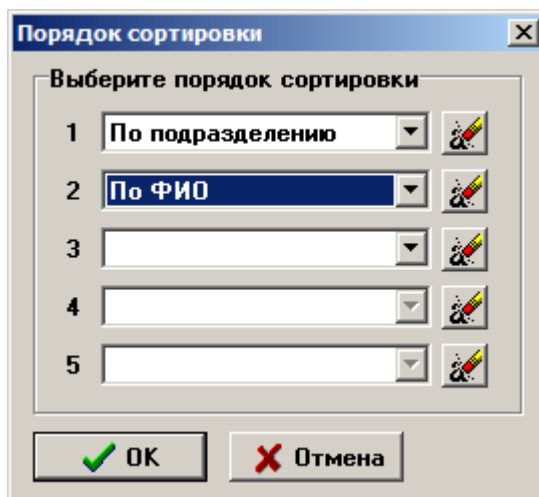 Порядок сортировки
Выберите порядок сортировки
1 По подразделению
2 По ФИО
3
4
5
OK Отмена